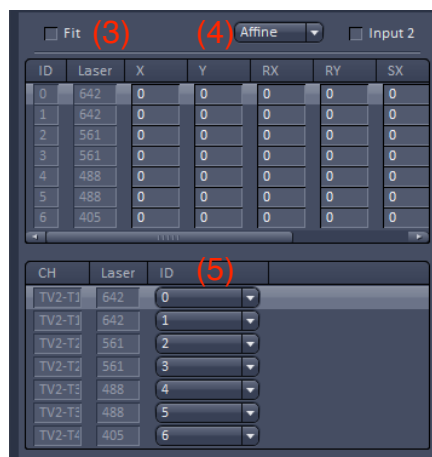 Fit (3) (4) Affine Input 2
ID Laser X Y RX RY SX
0 642 0 0 0 0 0
1 642 0 0 0 0 0
2 561 0 0 0 0 0
3 561 0 0 0 0 0
4 488 0 0 0 0 0
5 488 0 0 0 0 0
6 405 0 0 0 0 0
(5)
CH Laser ID
TV2-T1 642 0
TV2-T1 642 1
TV2-T2 561 2
TV2-T2 561 3
TV2-T3 488 4
TV2-T3 488 5
TV2-T4 405 6